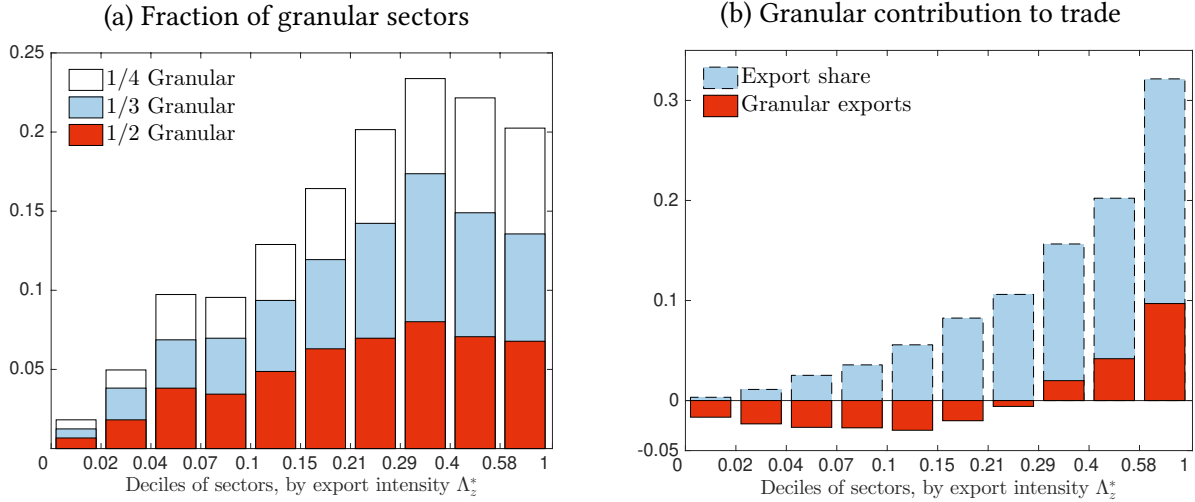 (a) Fraction of granular sectors
0.25
0.2
0.15
0.1
0.05
1/4 Granular
1/3 Granular
1/2 Granular
0 0.02 0.04 0.07 0.1 0.15 0.21 0.29 0.4 0.58 1
Deciles of sectors, by export intensity Λ*z
(b) Granular contribution to trade
0.3
0.2
0.1
0
-0.05
Export share
Granular exports
0 0.02 0.04 0.07 0.1 0.15 0.21 0.29 0.4 0.58 1
Deciles of sectors, by export intensity Λ*z